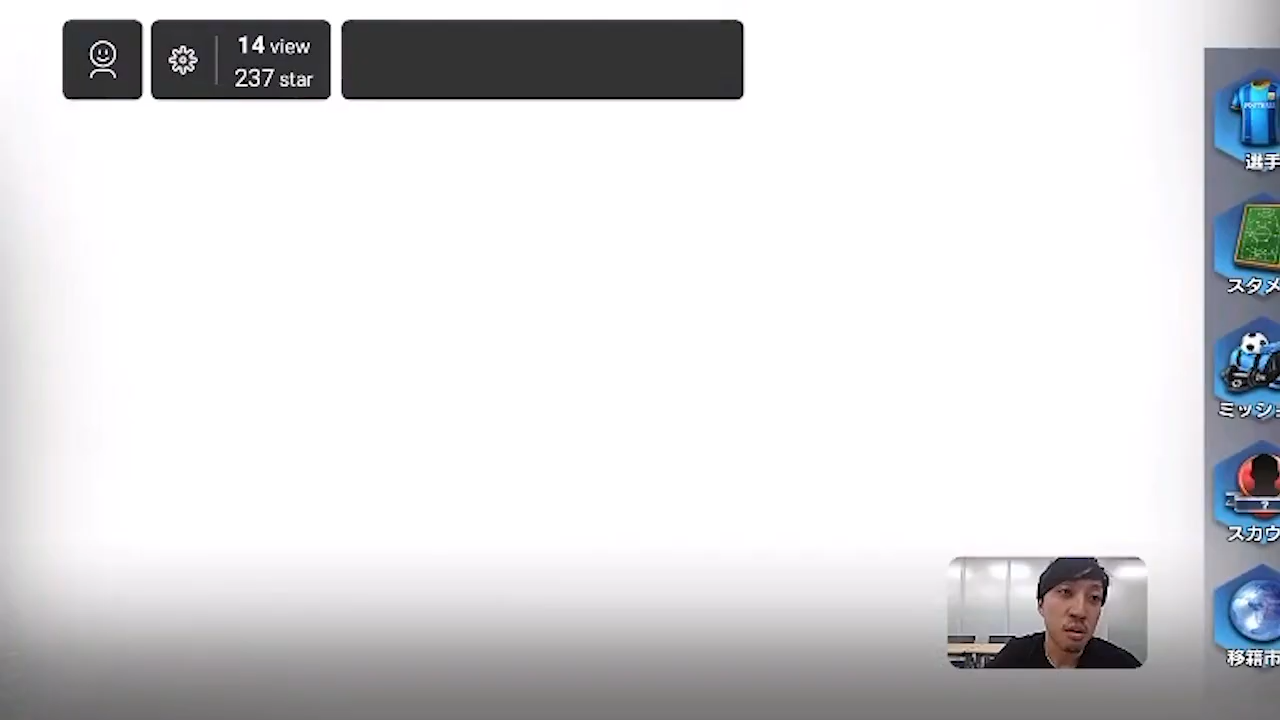 14 view
237 star
選手
スタメ
ミッショ
スカウ
移籍市